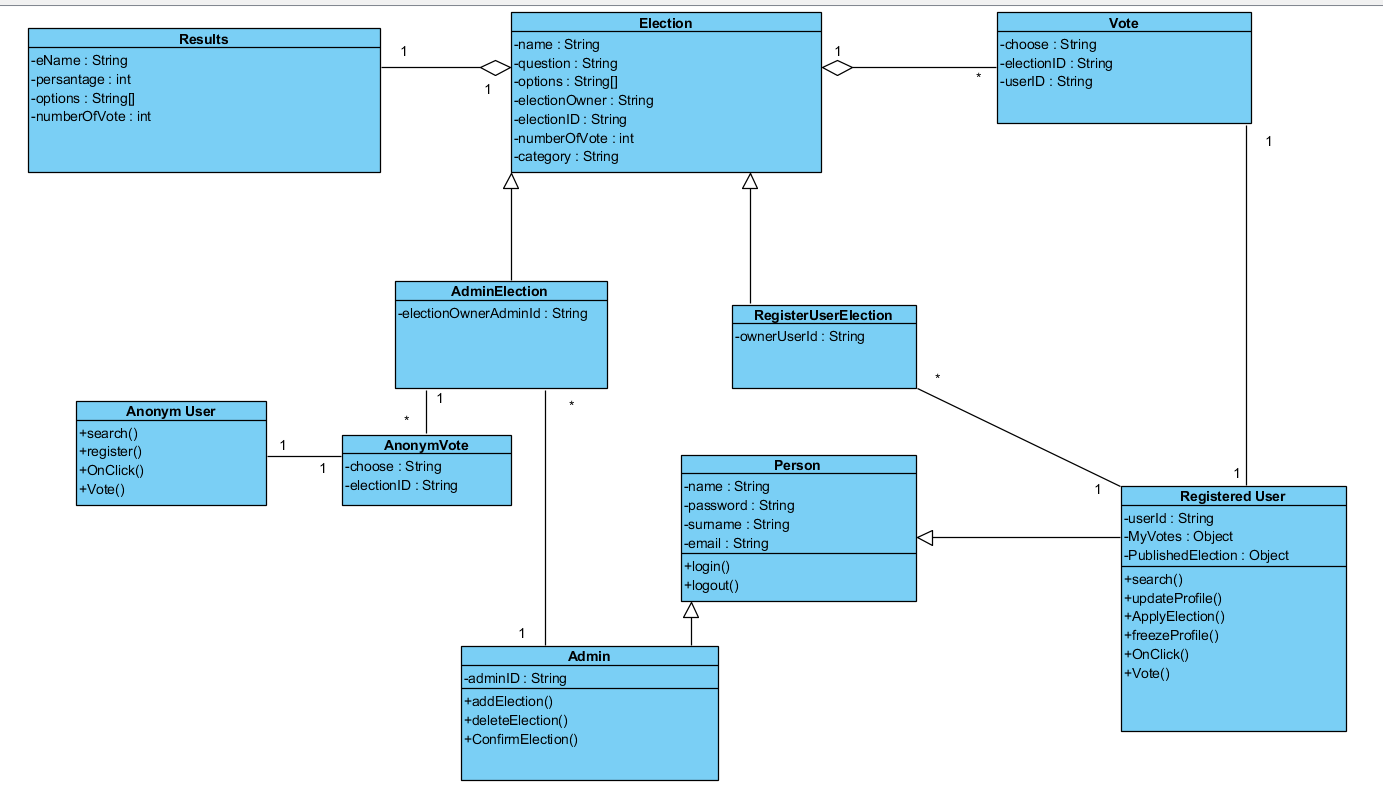 Results
-eName : String
-persantage : int
-options : String[]
-numberOfVote : int
1
1
Election
-name : String
-question : String
-options : String[]
-electionOwner : String
-electionID : String
-numberOfVote : int
-category : String
1
*
Vote
-choose : String
-electionID : String
-userID : String
1
AdminElection
-electionOwnerAdminId : String
RegisterUserElection
-ownerUserId : String
1
*
*
*
Anonym User
+search()
+register()
+OnClick()
+Vote()
1
1
AnonymVote
-choose : String
-electionID : String
Person
-name : String
-password : String
-surname : String
-email : String
+login()
+logout()
1
1
Registered User
-userId : String
-MyVotes : Object
-PublishedElection : Object
+search()
+updateProfile()
+ApplyElection()
+freezeProfile()
+OnClick()
+Vote()
1
Admin
-adminID : String
+addElection()
+deleteElection()
+ConfirmElection()